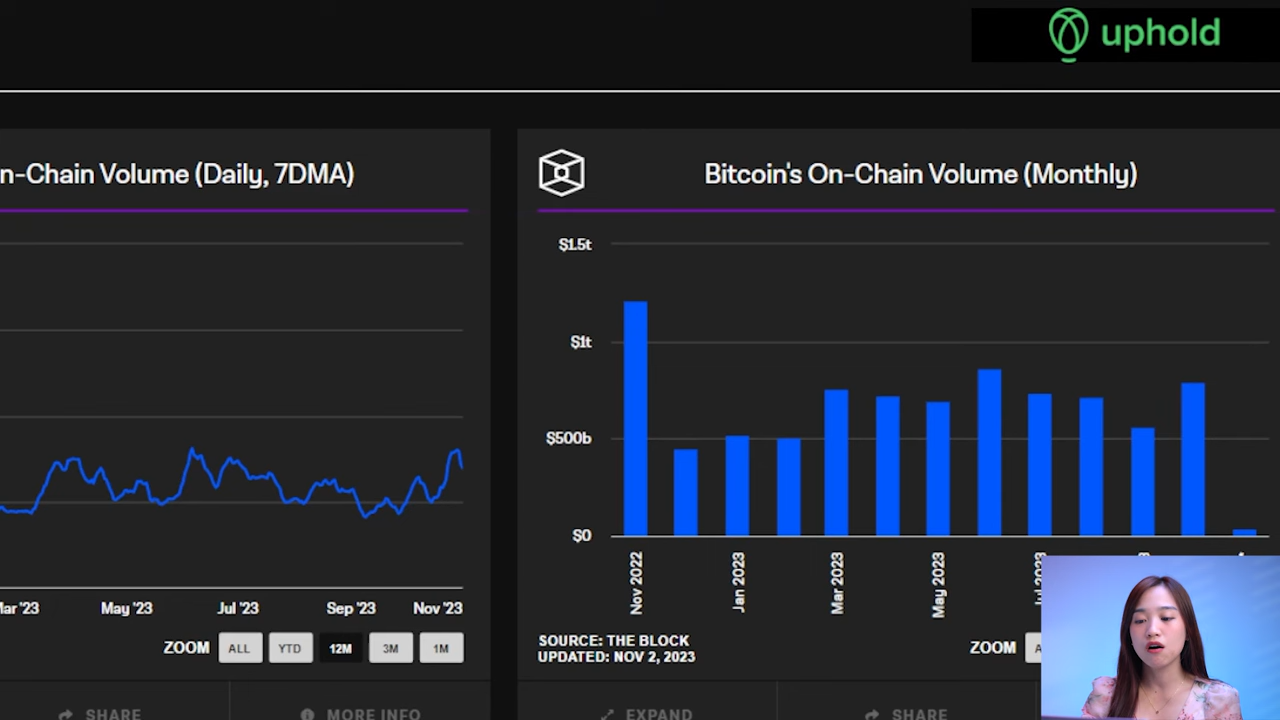 uphold
n-Chain Volume (Daily, 7DMA)
Mar '23
May '23
Jul '23
Sep '23
Nov '23
ZOOM
ALL
YTD
12M
3M
1M
SHARE
MORE INFO
Bitcoin's On-Chain Volume (Monthly)
$1.5t
$1t
$500b
$0
Nov 2022
Jan 2023
Mar 2023
May 2023
Jul 2023
SOURCE: THE BLOCK
UPDATED: NOV 2, 2023
ZOOM
EXPAND
SHARE